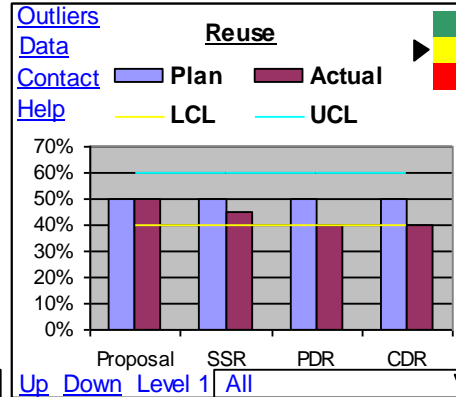 Outliers
Reuse
Data
Contact Plan Actual
Help LCL UCL
70%
60%
50%
40%
30%
20%
10%
0%
Proposal SSR PDR CDR
Up Down Level 1 All